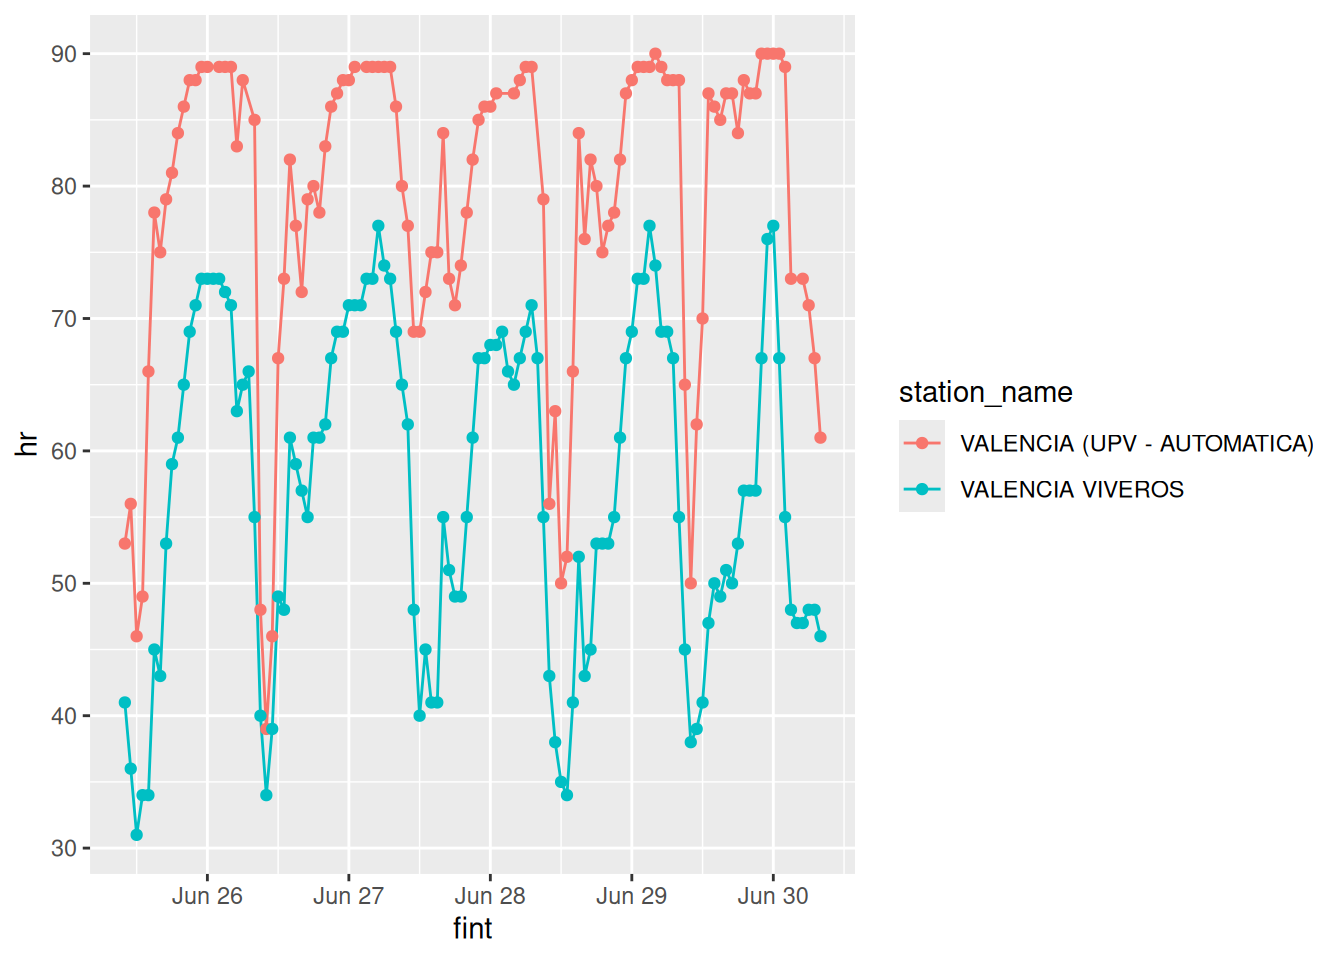 90
80
70
60
50
40
30
hr
Jun 26 Jun 27 Jun 28 Jun 29 Jun 30
fint
station_name
VALENCIA (UPV - AUTOMATICA)
VALENCIA VIVEROS